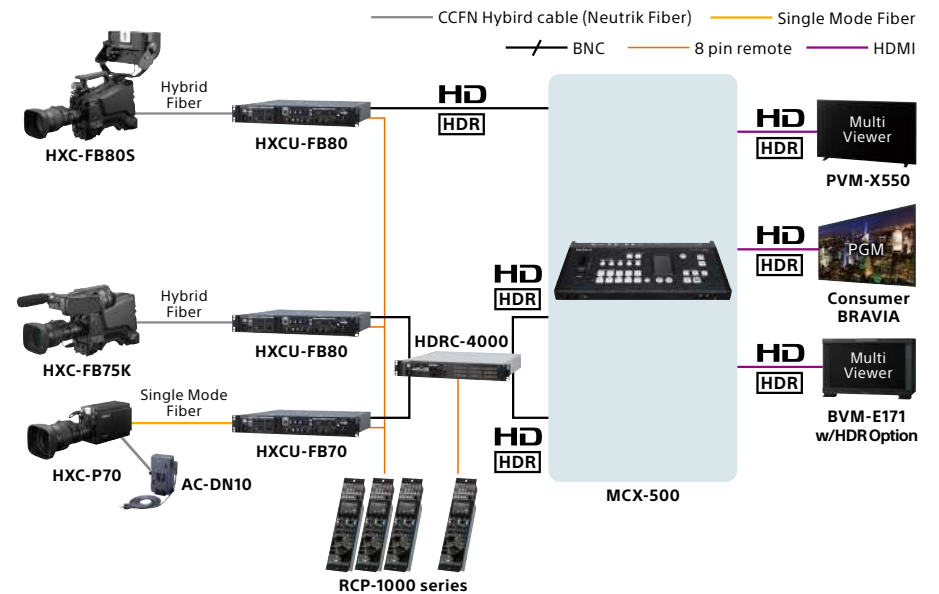 CCFN Hybird cable (Neutrik Fiber)
Single Mode Fiber
BNC
8 pin remote
HDMI
Hybrid
Fiber
HXC-FB80S
HXCU-FB80
HD
HDR
HD
HDR
Multi
Viewer
PVM-X550
HD
HDR
PGM
Consumer
BRAVIA
Hybrid
Fiber
HXC-FB75K
HXCU-FB80
HDRC-4000
HD
HDR
HD
HDR
Multi
Viewer
BVM-E171
w/HDR Option
Single Mode
Fiber
HXC-P70
AC-DN10
HXCU-FB70
HD
HDR
MCX-500
RCP-1000 series